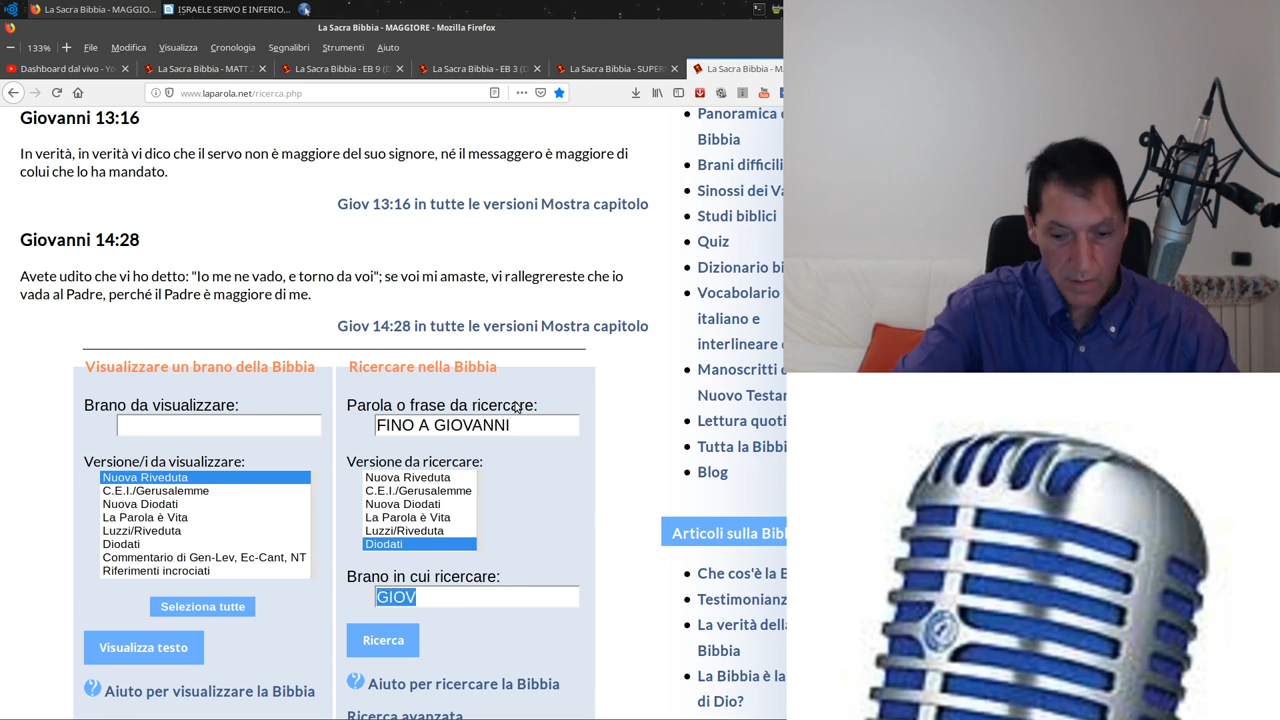 La Sacra Bibbia - MAGGIO...
ISRAELE SERVO E INFERIO...
La Sacra Bibbia - MAGGIORE - Mozilla Firefox
133%
File Modifica Visualizza Cronologia Segnalibri Strumenti Aiuto
Dashboard dal vivo - Yo
La Sacra Bibbia - MATT 2
La Sacra Bibbia - EB 9 (D
La Sacra Bibbia - EB 3 (D
La Sacra Bibbia - SUPER
La Sacra Bibbia - M
www.laparola.net/ricerca.php
Giovanni 13:16
In verità, in verità vi dico che il servo non è maggiore del suo signore, né il messaggero è maggiore di
colui che lo ha mandato.
Giov 13:16 in tutte le versioni Mostra capitolo
Giovanni 14:28
Avete udito che vi ho detto: "Io me ne vado, e torno da voi"; se voi mi amaste, vi rallegrereste che io
vada al Padre, perché il Padre è maggiore di me.
Giov 14:28 in tutte le versioni Mostra capitolo
Visualizzare un brano della Bibbia
Brano da visualizzare:
Versione/i da visualizzare:
Nuova Riveduta
C.E.I./Gerusalemme
Nuova Diodati
La Parola è Vita
Luzzi/Riveduta
Diodati
Commentario di Gen-Lev, Ec-Cant, NT
Riferimenti incrociati
Seleziona tutte
Visualizza testo
Aiuto per visualizzare la Bibbia
Ricercare nella Bibbia
Parola o frase da ricercare:
FINO A GIOVANNI
Versione da ricercare:
Nuova Riveduta
C.E.I./Gerusalemme
Nuova Diodati
La Parola è Vita
Luzzi/Riveduta
Diodati
Brano in cui ricercare:
GIOV
Ricerca
Aiuto per ricercare la Bibbia
Ricerca avanzata
Panoramica d
Bibbia
Brani difficili
Sinossi dei Va
Studi biblici
Quiz
Dizionario bi
Vocabolario
italiano e
interlineare
Manoscritti d
Nuovo Testan
Lettura quoti
Tutta la Bibbi
Blog
Articoli sulla Bibb
Che cos'è la B
Testimonianz
La verità della
Bibbia
La Bibbia è la
di Dio?